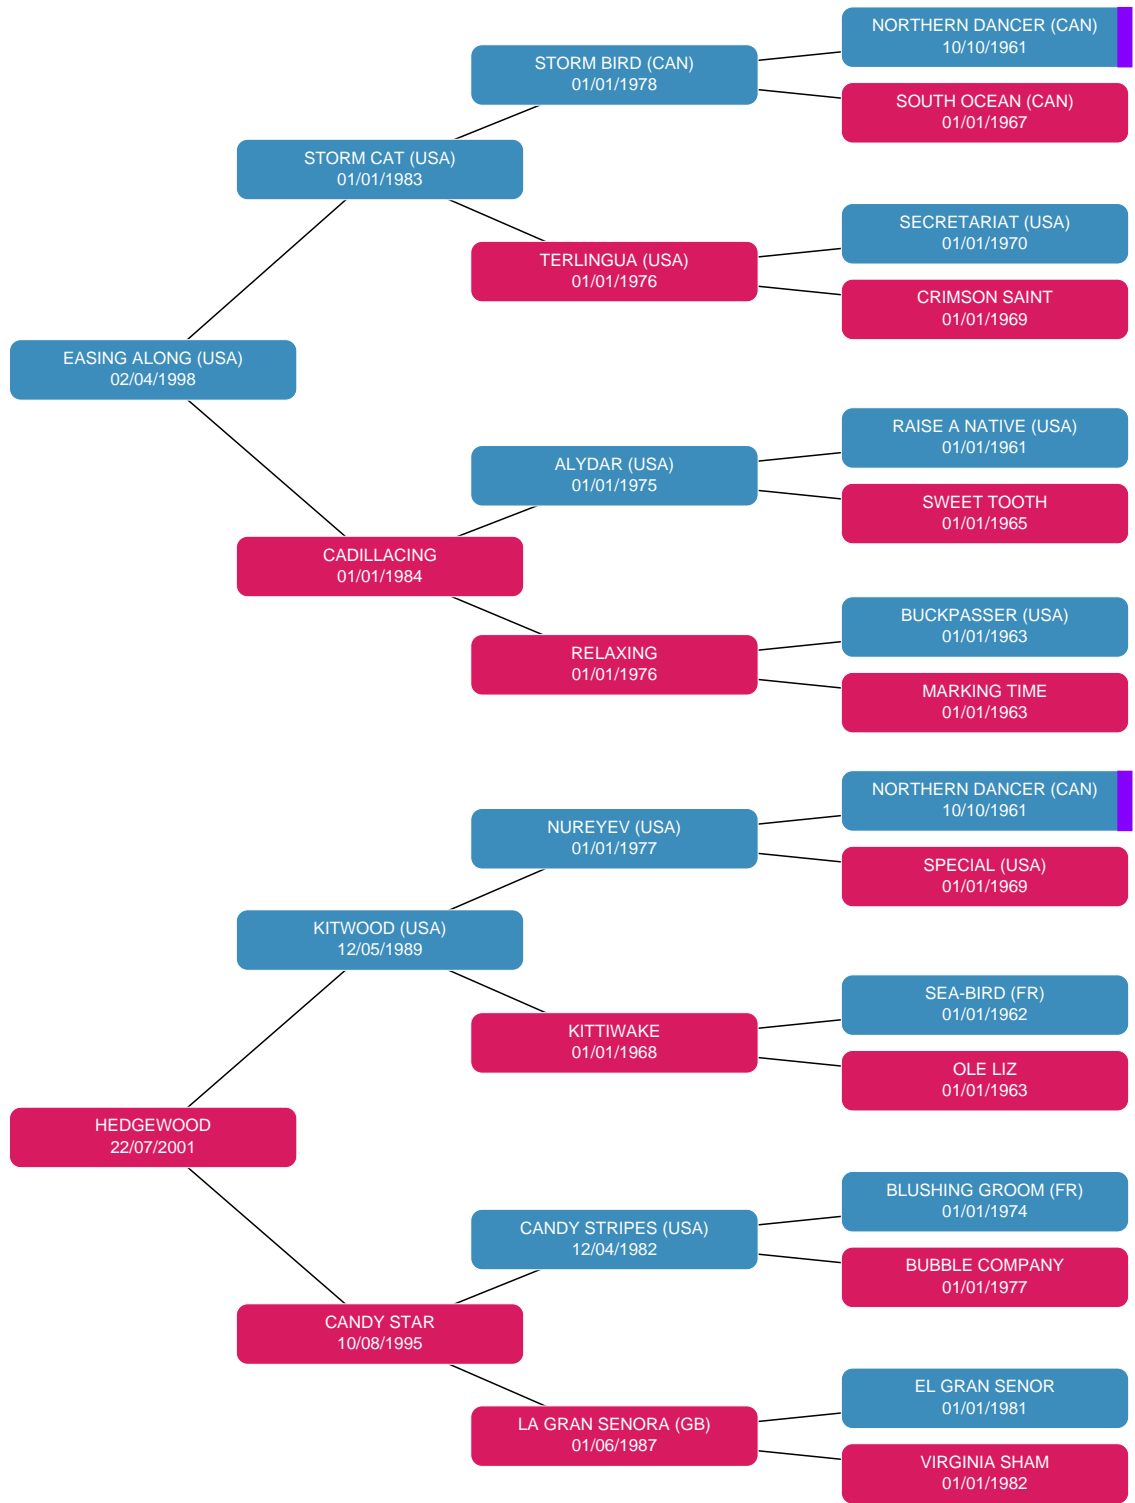 NORTHERN DANCER (CAN)
10/10/1961
STORM BIRD (CAN)
01/01/1978
SOUTH OCEAN (CAN)
01/01/1967
STORM CAT (USA)
01/01/1983
SECRETARIAT (USA)
01/01/1970
TERLINGUA (USA)
01/01/1976
CRIMSON SAINT
01/01/1969
EASING ALONG (USA)
02/04/1998
RAISE A NATIVE (USA)
01/01/1961
ALYDAR (USA)
01/01/1975
SWEET TOOTH
01/01/1965
CADILLACING
01/01/1984
BUCKPASSER (USA)
01/01/1963
RELAXING
01/01/1976
MARKING TIME
01/01/1963
NORTHERN DANCER (CAN)
10/10/1961
NUREYEV (USA)
01/01/1977
SPECIAL (USA)
01/01/1969
KITWOOD (USA)
12/05/1989
SEA-BIRD (FR)
01/01/1962
KITTIWAKE
01/01/1968
OLE LIZ
01/01/1963
HEDGEWOOD
22/07/2001
BLUSHING GROOM (FR)
01/01/1974
CANDY STRIPES (USA)
12/04/1982
BUBBLE COMPANY
01/01/1977
CANDY STAR
10/08/1995
EL GRAN SENOR
01/01/1981
LA GRAN SENORA (GB)
01/06/1987
VIRGINIA SHAM
01/01/1982